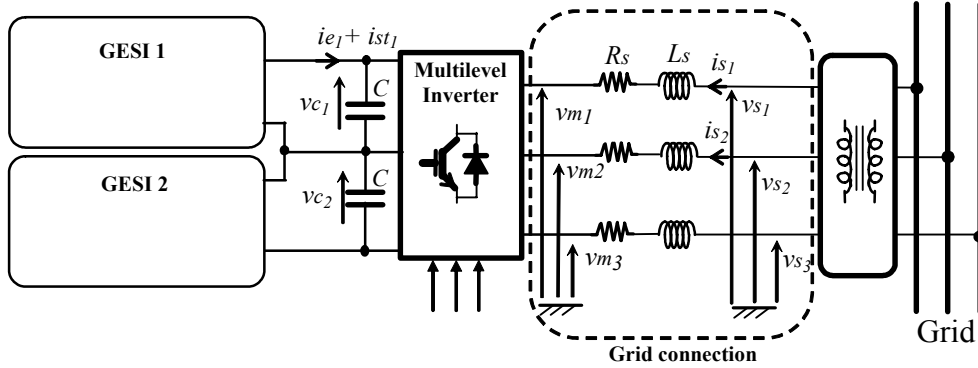 GESI 1
ie1 + ist1
C
vc1
Multilevel
Inverter
Rs
Ls
is1
vm1
vs1
is2
GESI 2
C
vc2
vm2
vs2
vm3
vs3
Grid
Grid connection